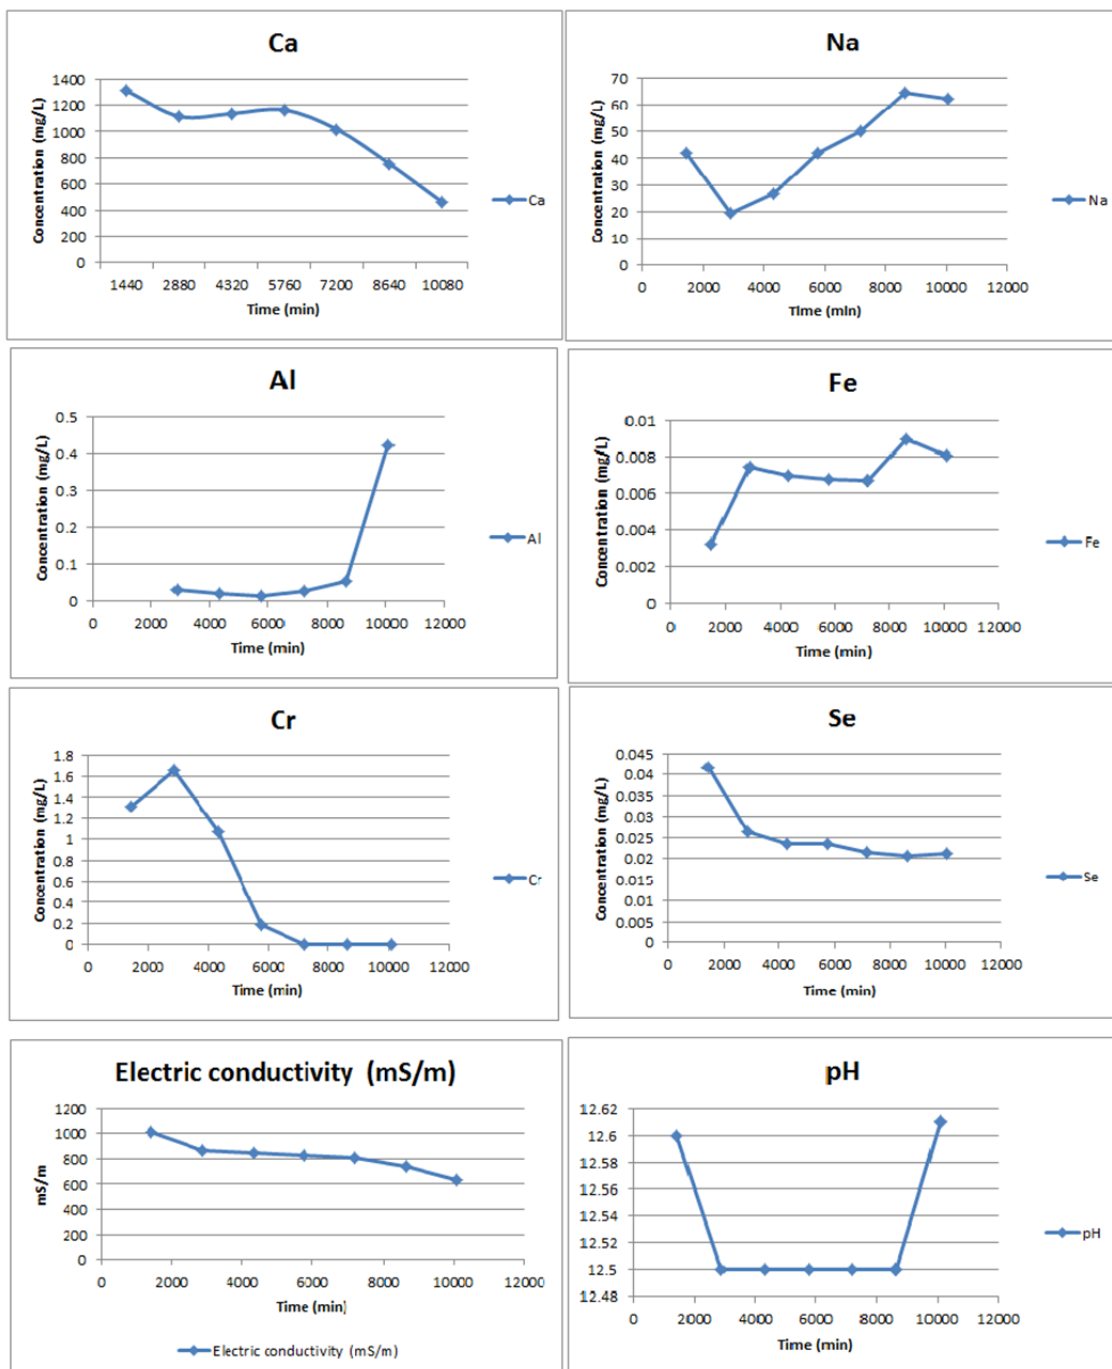 Ca
Concentration (mg/L)
1400
1200
1000
800
600
400
200
0
1440 2880 4320 5760 7200 8640 10080
Time (min)
Ca
Na
Concentration (mg/L)
70
60
50
40
30
20
10
0
0 2000 4000 6000 8000 10000 12000
Time (min)
Na
Al
Concentration (mg/L)
0.5
0.4
0.3
0.2
0.1
0
0 2000 4000 6000 8000 10000 12000
Time (min)
Al
Fe
Concentration (mg/L)
0.01
0.008
0.006
0.004
0.002
0
0 2000 4000 6000 8000 10000 12000
Time (min)
Fe
Cr
Concentration (mg/L)
1.8
1.6
1.4
1.2
1
0.8
0.6
0.4
0.2
0
0 2000 4000 6000 8000 10000 12000
Time (min)
Cr
Se
Concentration (mg/L)
0.045
0.04
0.035
0.03
0.025
0.02
0.015
0.01
0.005
0
0 2000 4000 6000 8000 10000 12000
Time (min)
Se
Electric conductivity (mS/m)
mS/m
1200
1000
800
600
400
200
0
0 2000 4000 6000 8000 10000 12000
Time (min)
Electric conductivity (mS/m)
pH
12.62
12.6
12.58
12.56
12.54
12.52
12.5
12.48
0 2000 4000 6000 8000 10000 12000
Time (min)
pH